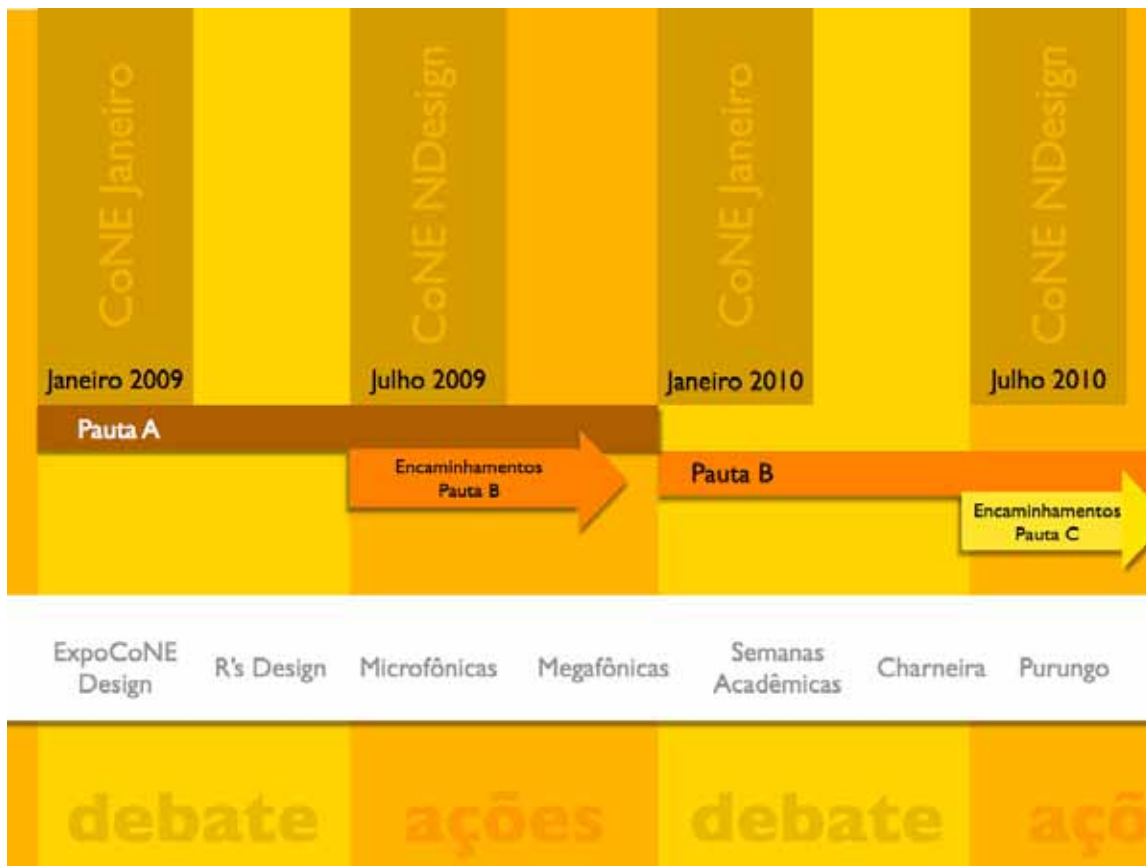 CoNE Janeiro
CoNE NDesign
CoNE Janeiro
CoNE NDesign
Janeiro 2009
Julho 2009
Janeiro 2010
Julho 2010
Pauta A
Encaminhamentos
Pauta B
Pauta B
Encaminhamentos
Pauta C
ExpoCoNE
Design
R's Design
Microfônicas
Megafônicas
Semanas
Acadêmicas
Charneira
Purungo
debate
ações
debate
açõ